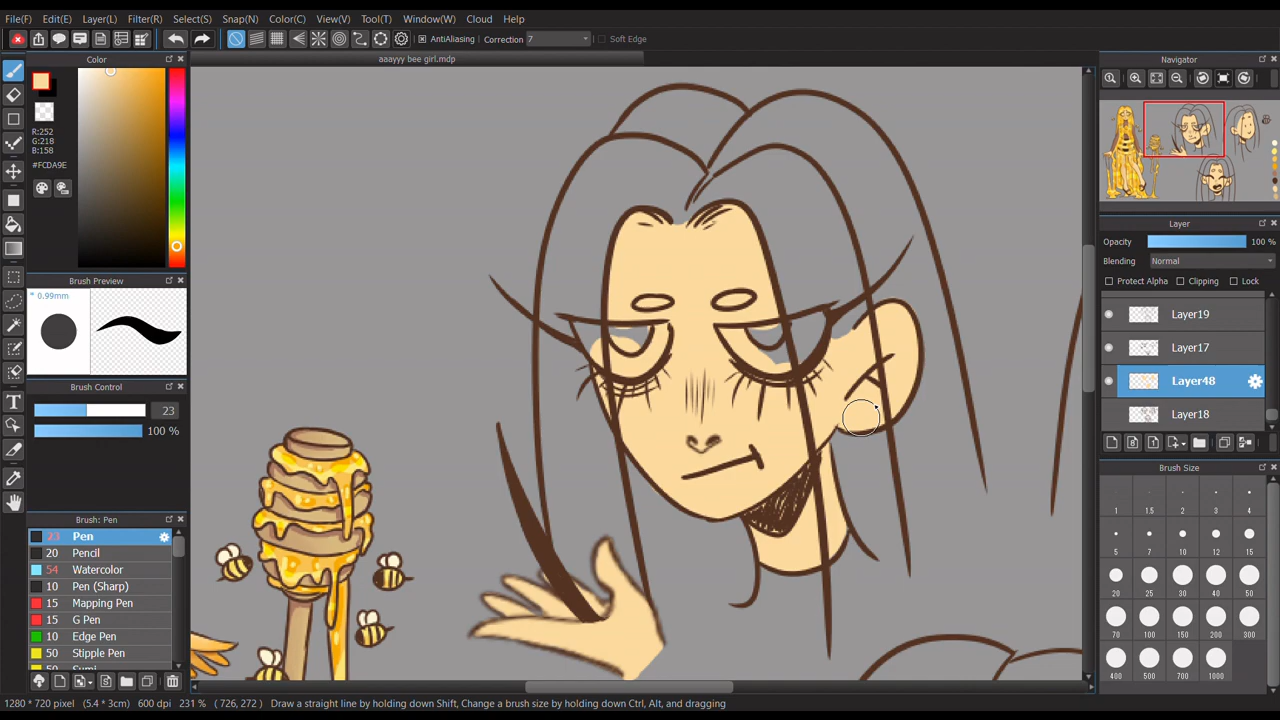 File(F) Edit(E) Layer(L) Filter(R) Select(S) Snap(N) Color(C) View(V) Tool(T) Window(W) Cloud Help
AntiAliasing Correction 7 Soft Edge
aaayyy bee girl.mdp
Color
R:252
G:218
B:158
#FCDA9E
Brush Preview
* 0.99mm
Brush Control
23
100 %
Brush: Pen
23 Pen
20 Pencil
54 Watercolor
10 Pen (Sharp)
15 Mapping Pen
15 G Pen
10 Edge Pen
50 Stipple Pen
50 Sumi
Navigator
Layer
Opacity 100 %
Blending Normal
Protect Alpha Clipping Lock
Layer19
Layer17
Layer48
Layer18
Brush Size
1 1.5 2 3 4
5 7 10 12 15
20 25 30 40 50
70 100 150 200 300
400 500 700 1000
1280 * 720 pixel (5.4 * 3cm) 600 dpi 231 % ( 726, 272 ) Draw a straight line by holding down Shift, Change a brush size by holding down Ctrl, Alt, and dragging